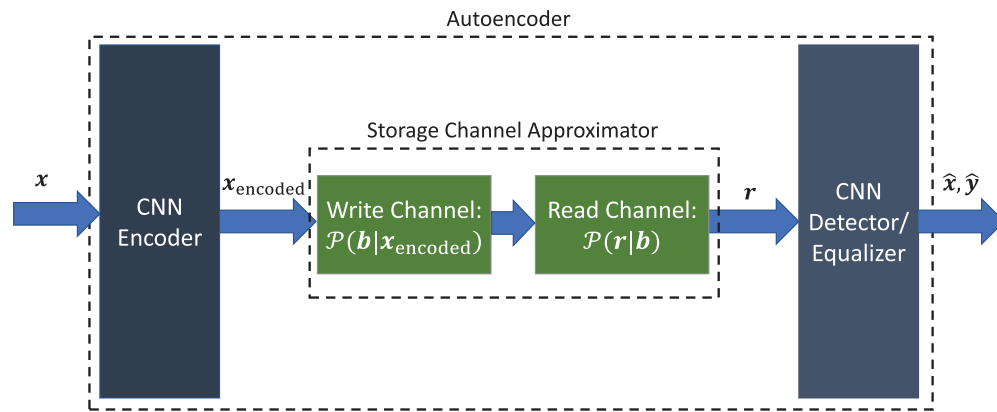 Autoencoder
Storage Channel Approximator
x
CNN
Encoder
x_encoded
Write Channel:
𝒫(b|x_encoded)
Read Channel:
𝒫(r|b)
r
CNN
Detector/
Equalizer
x̂, ŷ